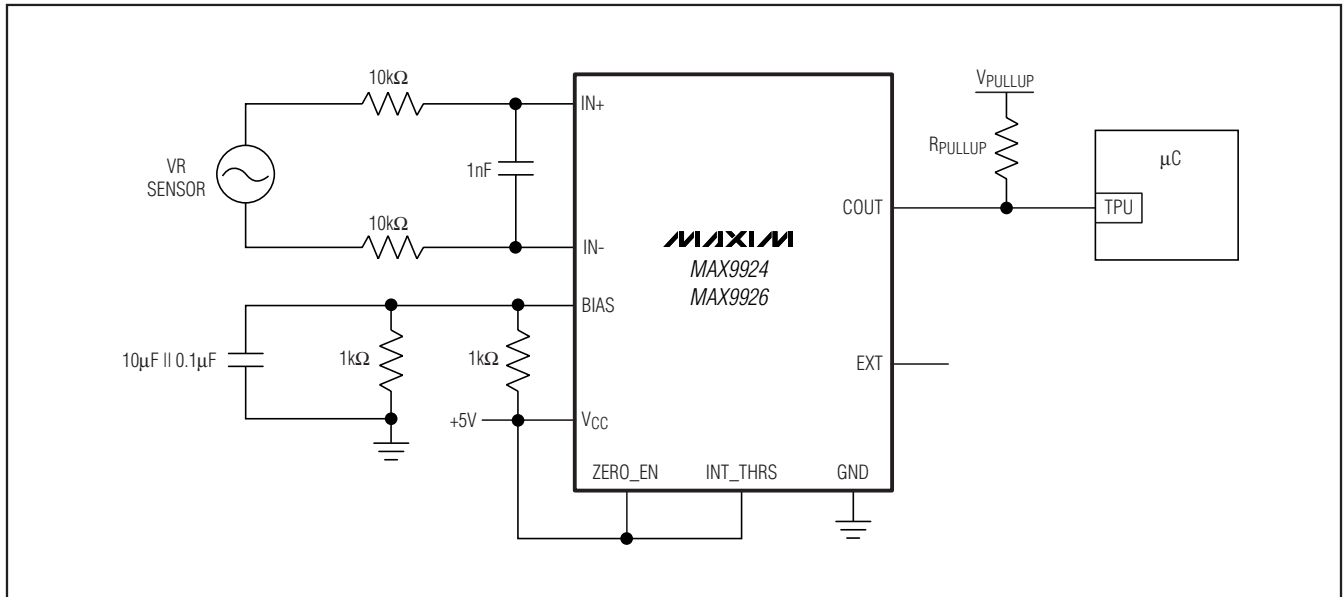 10kΩ
IN+
VR
SENSOR
1nF
10kΩ
IN-
MAXIM
MAX9924
MAX9926
BIAS
10μF II 0.1μF
1kΩ
1kΩ
+5V
VCC
ZERO_EN
INT_THRS
GND
COUT
EXT
VPULLUP
RPULLUP
μC
TPU